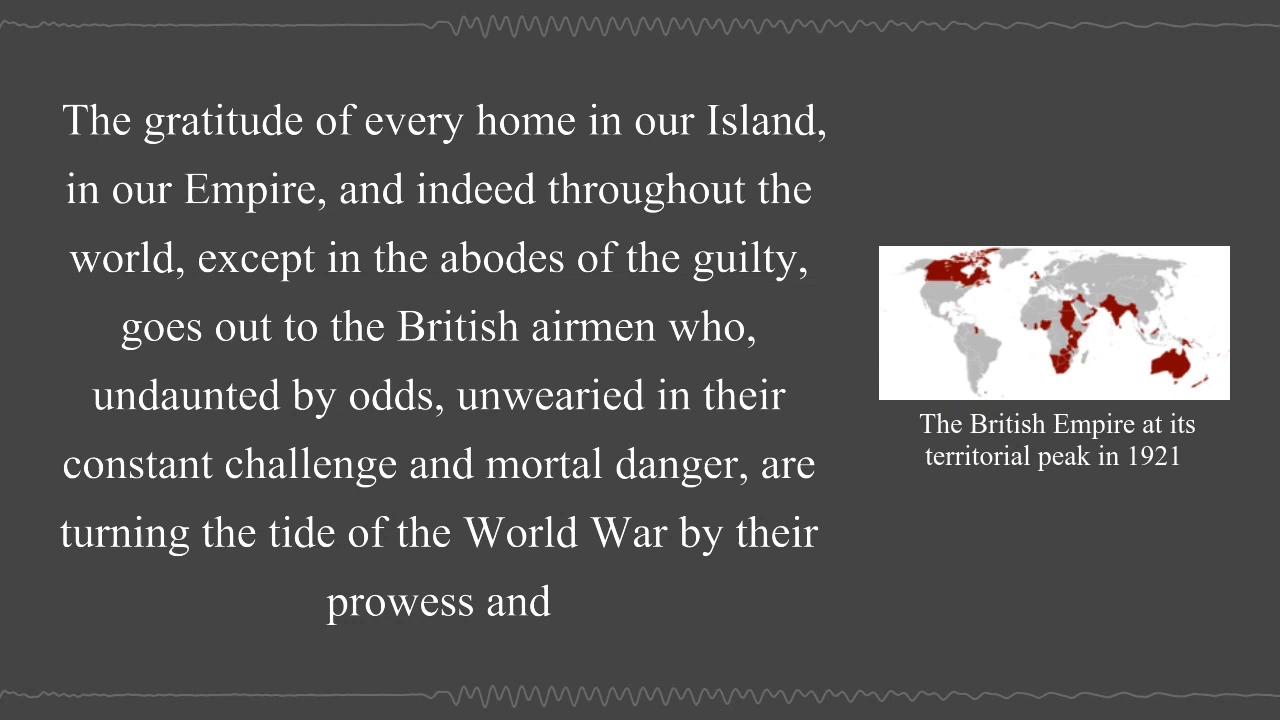 The gratitude of every home in our Island,
in our Empire, and indeed throughout the
world, except in the abodes of the guilty,
goes out to the British airmen who,
undaunted by odds, unwearied in their
constant challenge and mortal danger, are
turning the tide of the World War by their
prowess and
The British Empire at its
territorial peak in 1921